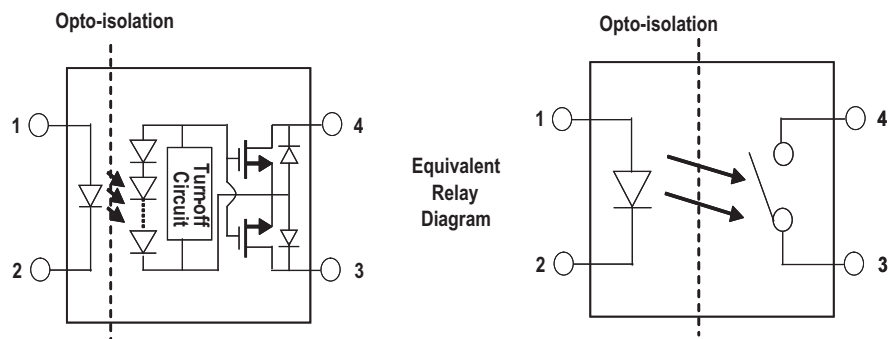 Opto-isolation
1
2
Turn-off
Circuit
4
3
Equivalent
Relay
Diagram
Opto-isolation
1
2
4
3